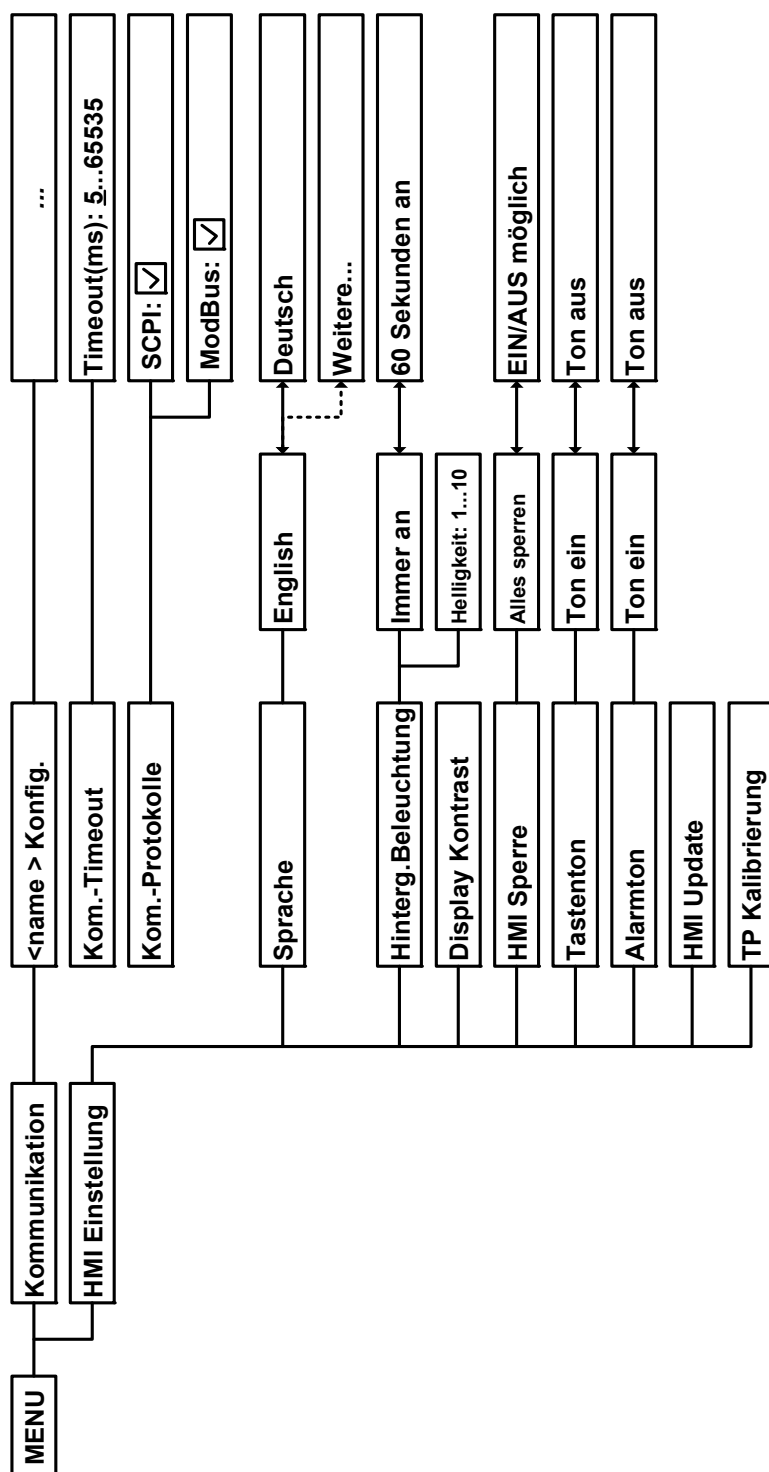 MENU
Kommunikation
<name > Konfig.
...
Kom.-Timeout
Timeout(ms): 5...65535
Kom.-Protokolle
SCPI:
ModBus:
HMI Einstellung
Sprache
English
Deutsch
Weitere...
Hinterg.Beleuchtung
Immer an
60 Sekunden an
Helligkeit: 1...10
Display Kontrast
HMI Sperre
Alles sperren
EIN/AUS möglich
Tastenton
Ton ein
Ton aus
Alarmton
Ton ein
Ton aus
HMI Update
TP Kalibrierung